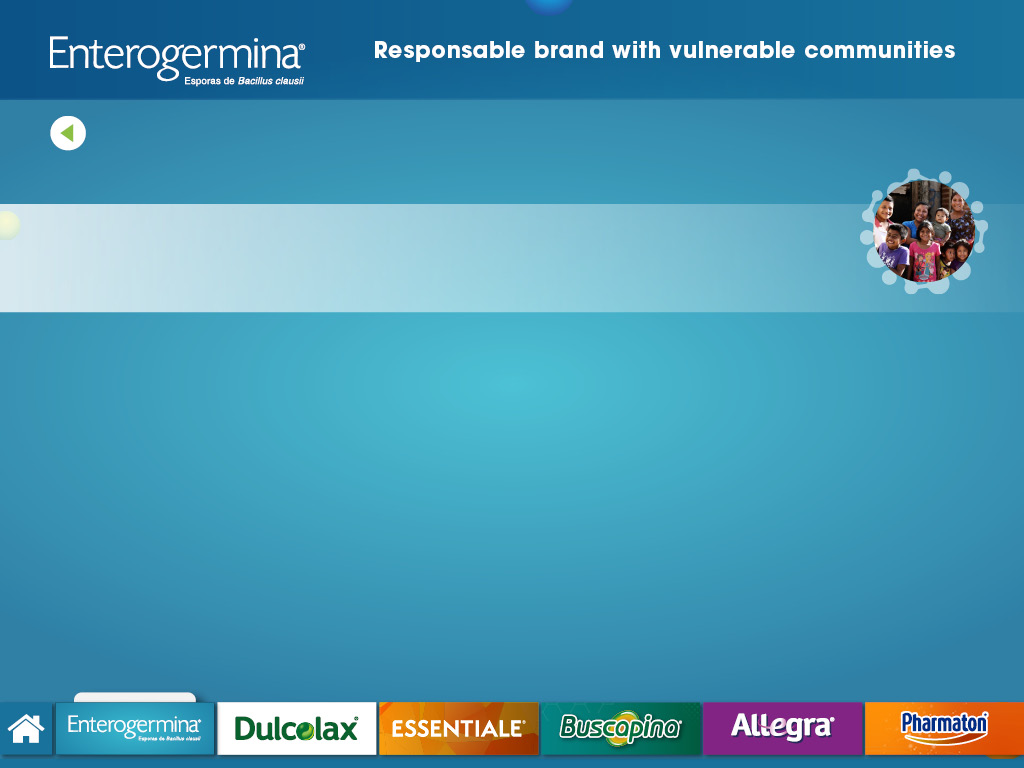 Enterogermina®
Esporas de Bacillus clausii
Responsable brand with vulnerable communities
Enterogermina®
Esporas de Bacillus clausii
Dulcolax®
ESSENTIALE®
Buscapina®
Allegra®
Pharmaton®